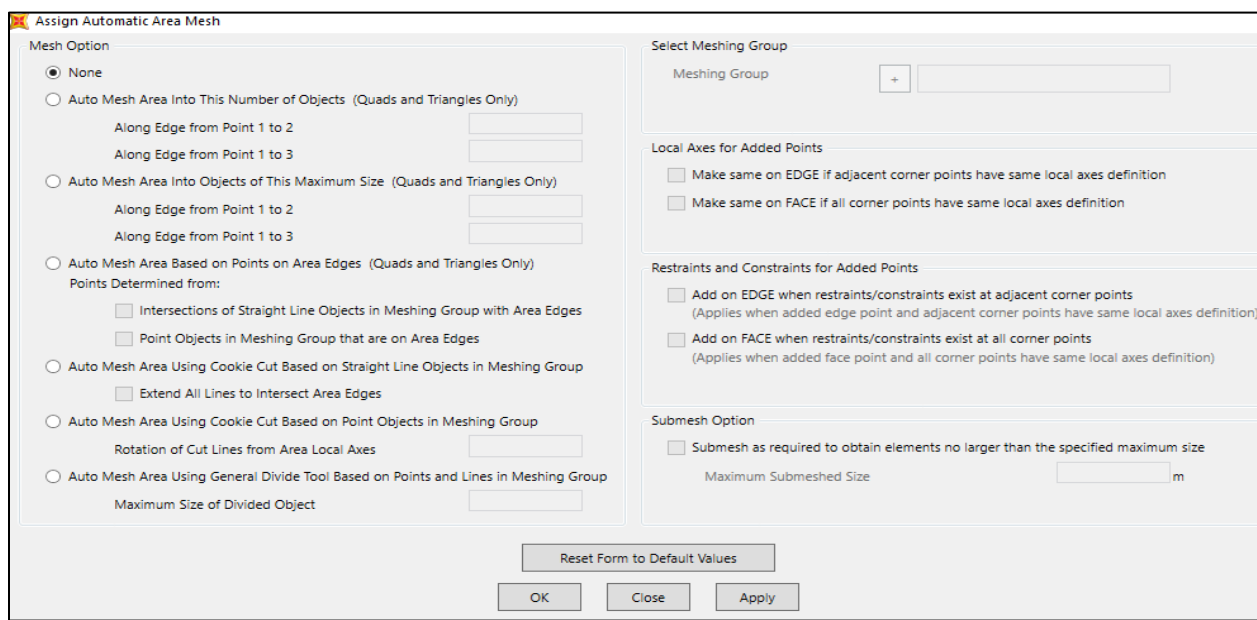 Assign Automatic Area Mesh
Mesh Option
None
Auto Mesh Area Into This Number of Objects (Quads and Triangles Only)
Along Edge from Point 1 to 2
Along Edge from Point 1 to 3
Auto Mesh Area Into Objects of This Maximum Size (Quads and Triangles Only)
Along Edge from Point 1 to 2
Along Edge from Point 1 to 3
Auto Mesh Area Based on Points on Area Edges (Quads and Triangles Only)
Points Determined from:
Intersections of Straight Line Objects in Meshing Group with Area Edges
Point Objects in Meshing Group that are on Area Edges
Auto Mesh Area Using Cookie Cut Based on Straight Line Objects in Meshing Group
Extend All Lines to Intersect Area Edges
Auto Mesh Area Using Cookie Cut Based on Point Objects in Meshing Group
Rotation of Cut Lines from Area Local Axes
Auto Mesh Area Using General Divide Tool Based on Points and Lines in Meshing Group
Maximum Size of Divided Object
Select Meshing Group
Meshing Group +
Local Axes for Added Points
Make same on EDGE if adjacent corner points have same local axes definition
Make same on FACE if all corner points have same local axes definition
Restraints and Constraints for Added Points
Add on EDGE when restraints/constraints exist at adjacent corner points
(Applies when added edge point and adjacent corner points have same local axes definition)
Add on FACE when restraints/constraints exist at all corner points
(Applies when added face point and all corner points have same local axes definition)
Submesh Option
Submesh as required to obtain elements no larger than the specified maximum size
Maximum Submeshed Size m
Reset Form to Default Values
OK Close Apply